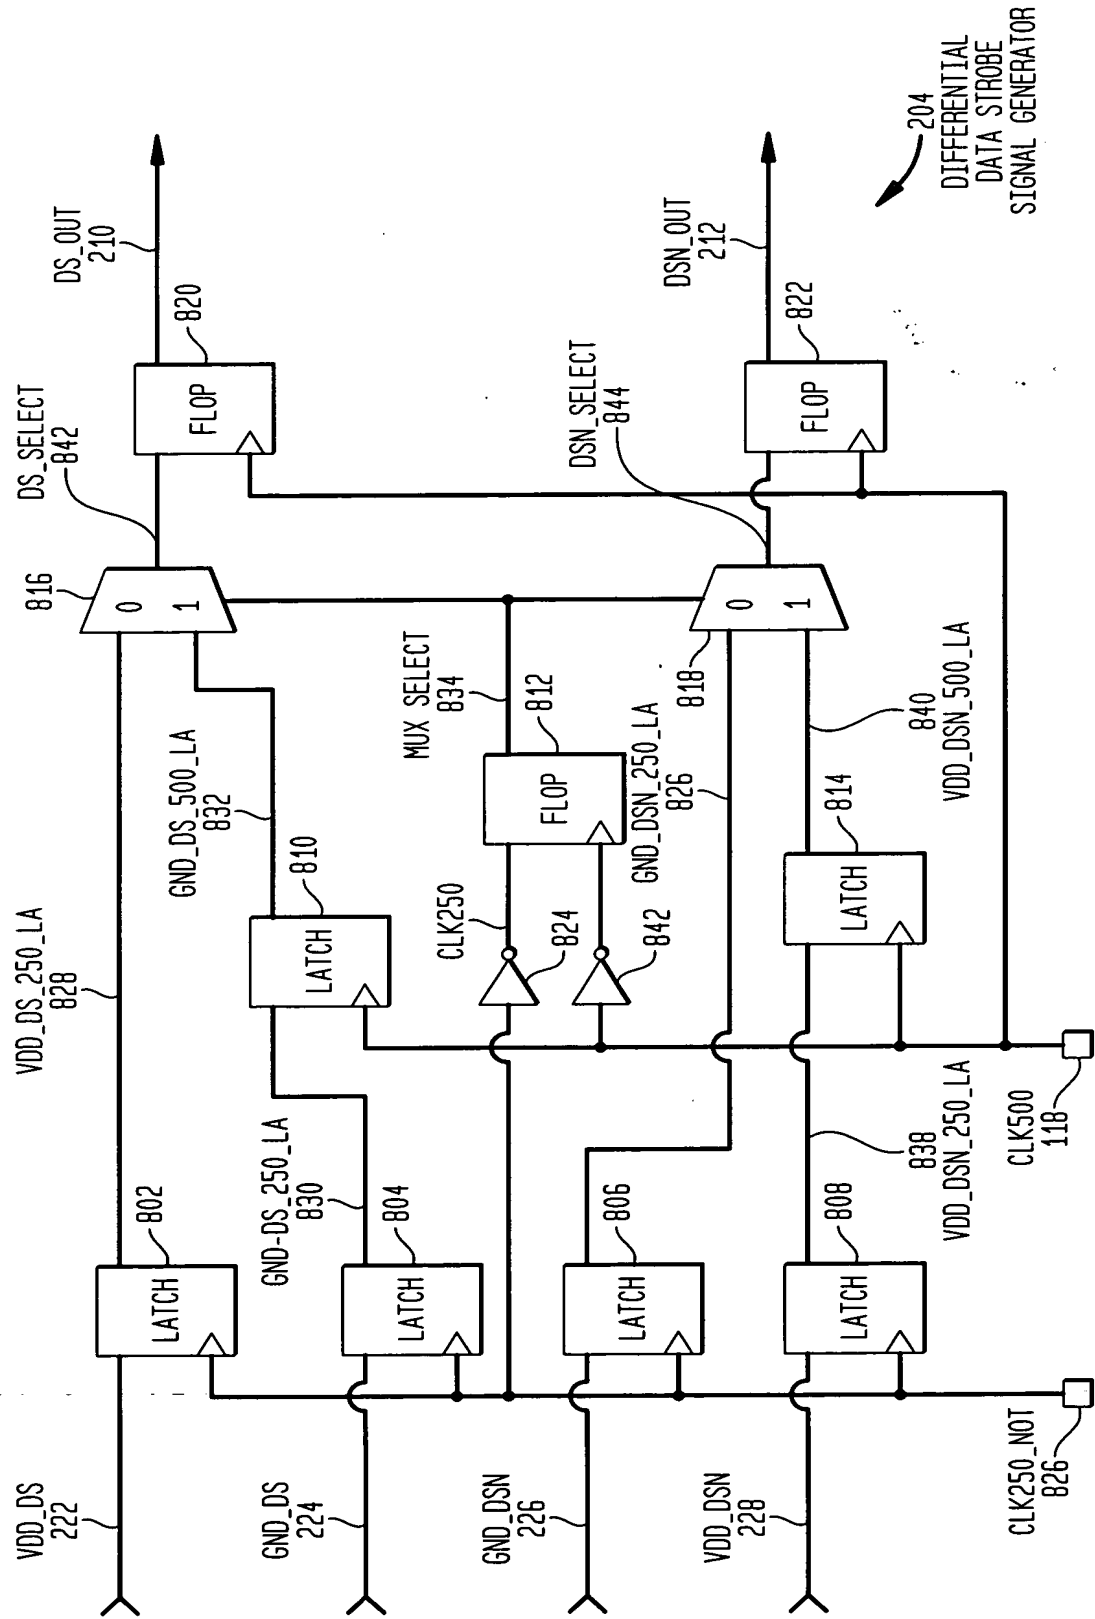 VDD_DS
222
LATCH
802
VDD_DS_250_LA
828
816
0
1
DS_SELECT
842
FLOP
820
DS_OUT
210
GND_DS
224
LATCH
804
GND-DS_250_LA
830
LATCH
810
GND_DS_500_LA
832
CLK250
824
842
FLOP
812
MUX SELECT
834
GND_DSN
226
LATCH
806
GND_DSN_250_LA
826
818
0
1
DSN_SELECT
844
FLOP
822
DSN_OUT
212
VDD_DSN
228
LATCH
808
838
VDD_DSN_250_LA
LATCH
814
840
VDD_DSN_500_LA
CLK250_NOT
826
CLK500
118
204
DIFFERENTIAL
DATA STROBE
SIGNAL GENERATOR